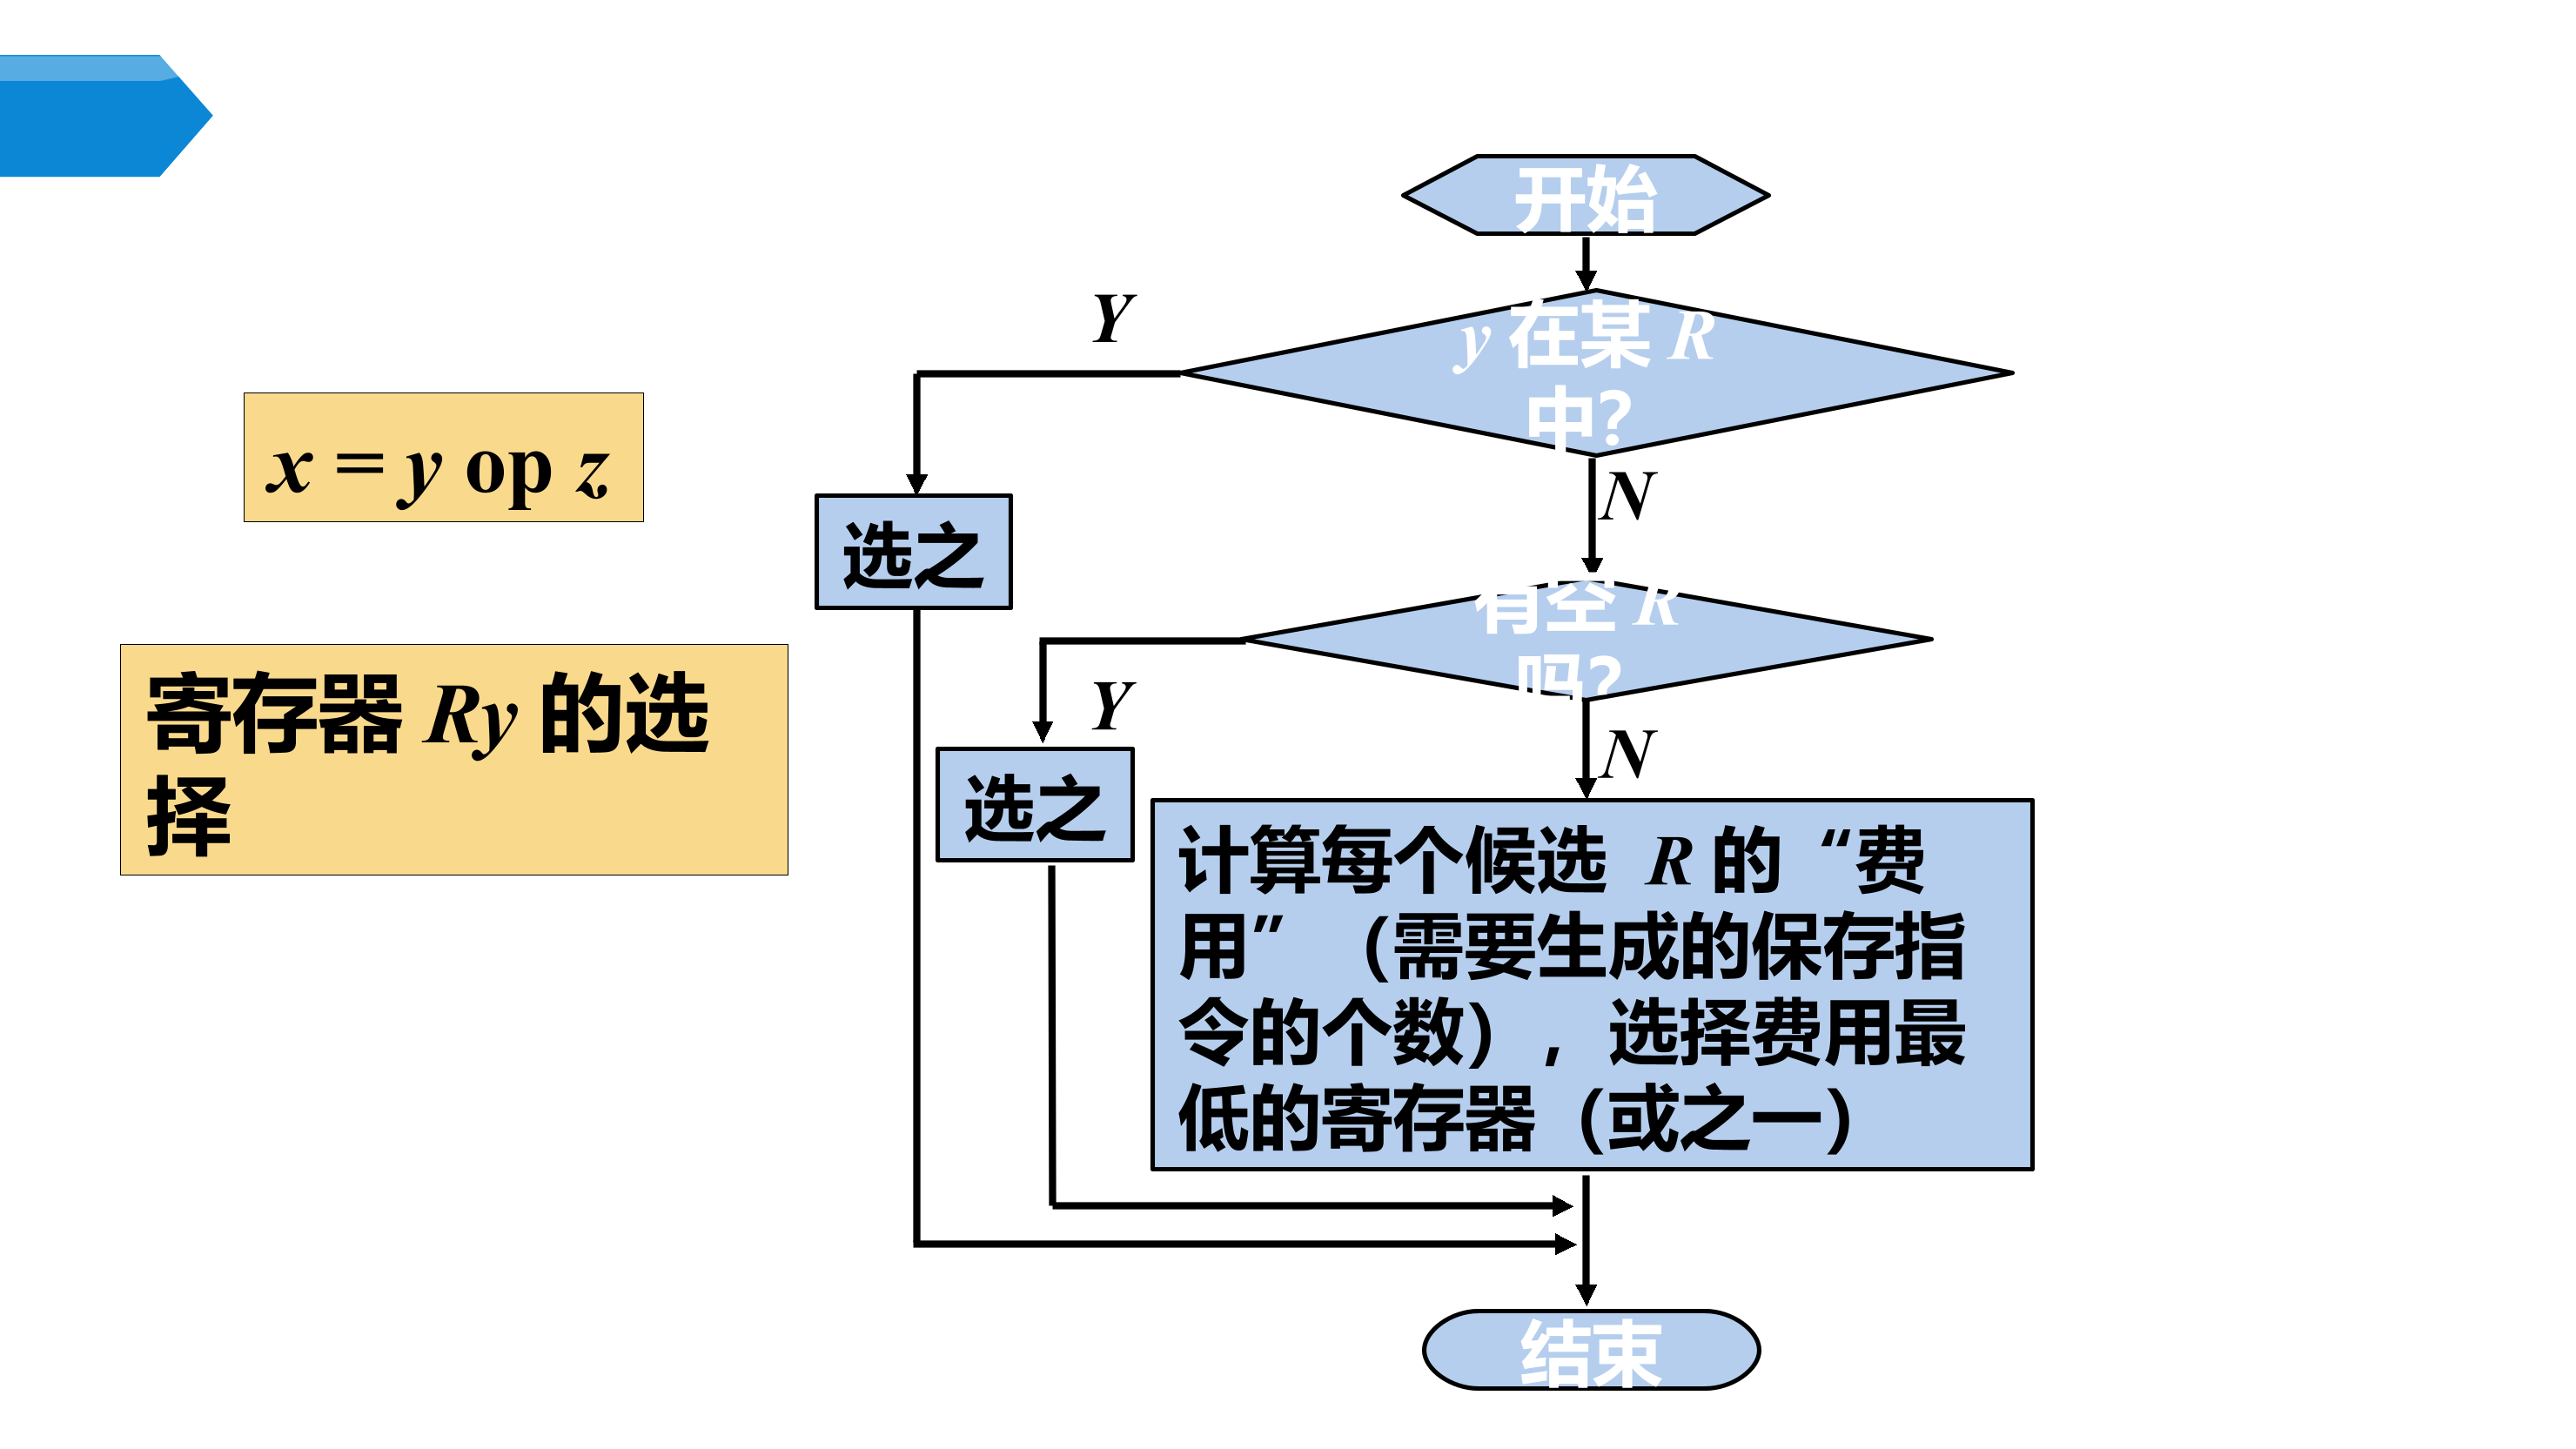 开始
Y
y 在某 R
中?
x = y op z
N
选之
有空 R
吗?
寄存器 Ry 的选
择
Y
N
选之
计算每个候选 R 的“费
用”（需要生成的保存指
令的个数），选择费用最
低的寄存器（或之一）
结束